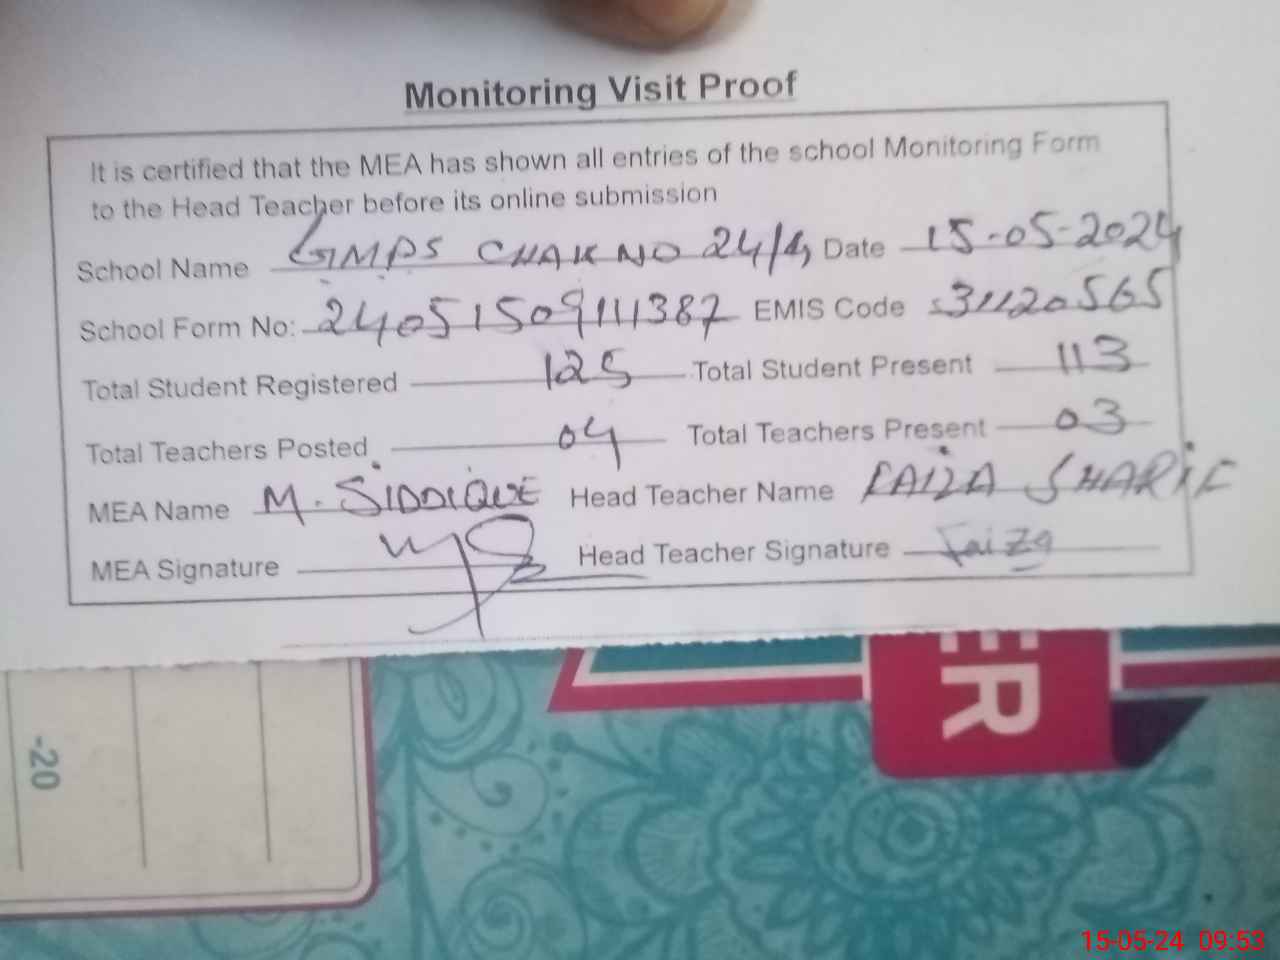 Monitoring Visit Proof
It is certified that the MEA has shown all entries of the school Monitoring Form
to the Head Teacher before its online submission
School Name GMPS CHAK NO 24/4 Date 15-05-2024
School Form No: 24051509111387 EMIS Code 31120565
Total Student Registered 125 Total Student Present 113
Total Teachers Posted 04 Total Teachers Present 03
MEA Name M. SIDDIQUE Head Teacher Name FAIZA SHARIF
MEA Signature Head Teacher Signature Faiza
ER
-20
15-05-24 09:53